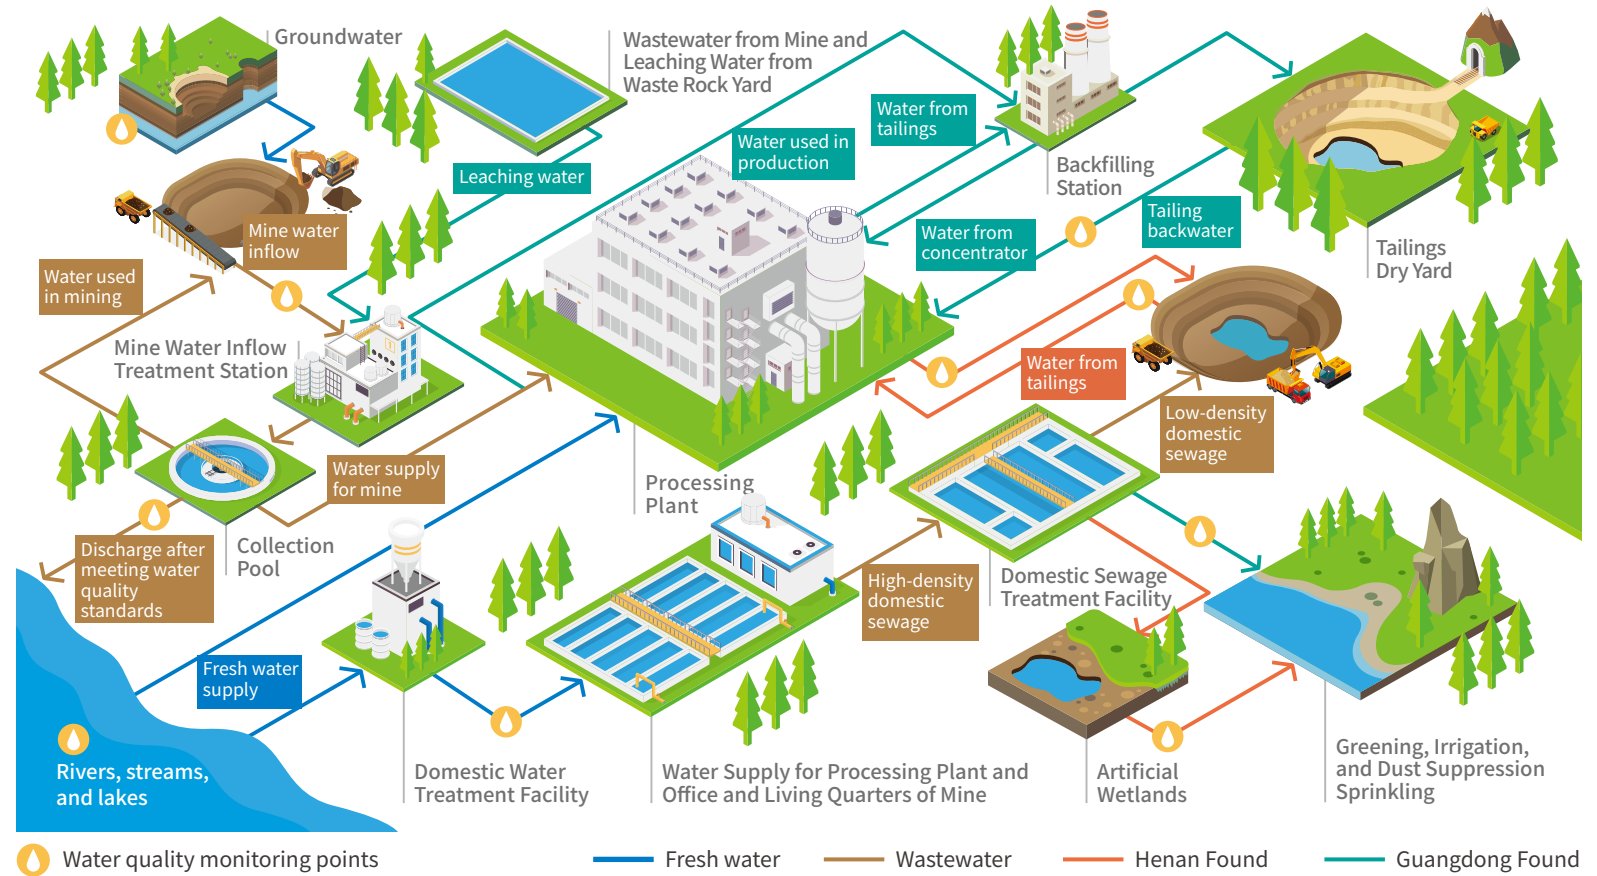 Groundwater
Wastewater from Mine and
Leaching Water from
Waste Rock Yard
Water from
tailings
Water used in
production
Backfilling
Station
Leaching water
Tailing
backwater
Mine water
inflow
Water from
concentrator
Tailings
Dry Yard
Water used
in mining
Mine Water Inflow
Treatment Station
Water from
tailings
Low-density
domestic
sewage
Water supply
for mine
Processing
Plant
Collection
Pool
Discharge after
meeting water
quality
standards
High-density
domestic
sewage
Domestic Sewage
Treatment Facility
Fresh water
supply
Rivers, streams,
and lakes
Domestic Water
Treatment Facility
Water Supply for Processing Plant and
Office and Living Quarters of Mine
Artificial
Wetlands
Greening, Irrigation,
and Dust Suppression
Sprinkling
Water quality monitoring points
Fresh water
Wastewater
Henan Found
Guangdong Found